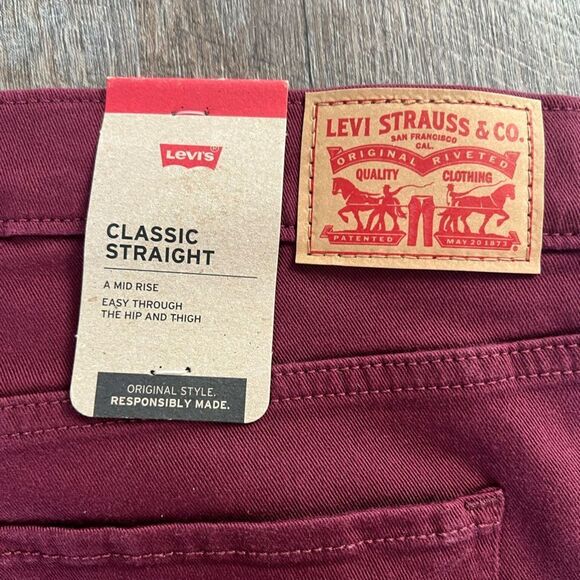 LEVI'S®
CLASSIC
STRAIGHT
A MID RISE
EASY THROUGH
THE HIP AND THIGH
ORIGINAL STYLE.
RESPONSIBLY MADE.
LEVI STRAUSS & CO.
SAN FRANCISCO
CAL.
ORIGINAL RIVETED
QUALITY CLOTHING
PATENTED MAY 20 1873
®